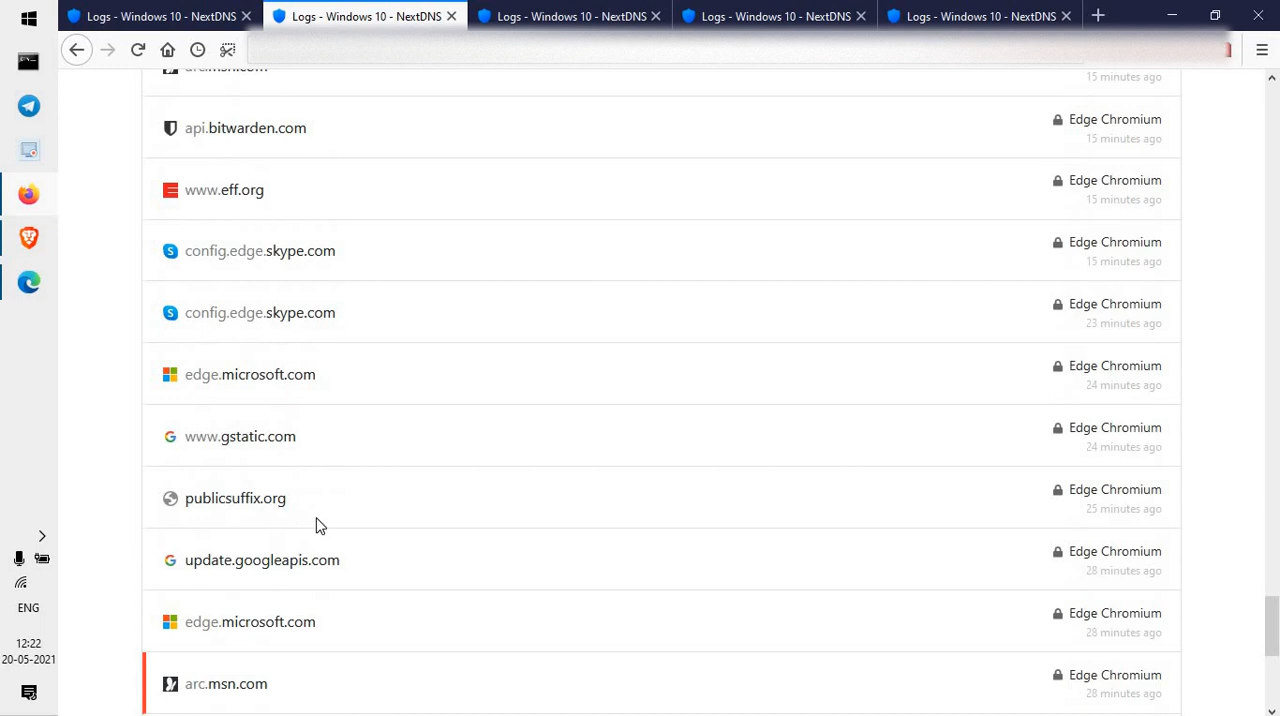 Logs - Windows 10 - NextDNS
Logs - Windows 10 - NextDNS
Logs - Windows 10 - NextDNS
Logs - Windows 10 - NextDNS
Logs - Windows 10 - NextDNS
arc.msn.com
15 minutes ago
api.bitwarden.com
Edge Chromium
15 minutes ago
www.eff.org
Edge Chromium
15 minutes ago
config.edge.skype.com
Edge Chromium
15 minutes ago
config.edge.skype.com
Edge Chromium
23 minutes ago
edge.microsoft.com
Edge Chromium
24 minutes ago
www.gstatic.com
Edge Chromium
24 minutes ago
publicsuffix.org
Edge Chromium
25 minutes ago
update.googleapis.com
Edge Chromium
28 minutes ago
edge.microsoft.com
Edge Chromium
28 minutes ago
arc.msn.com
Edge Chromium
28 minutes ago
ENG
12:22
20-05-2021